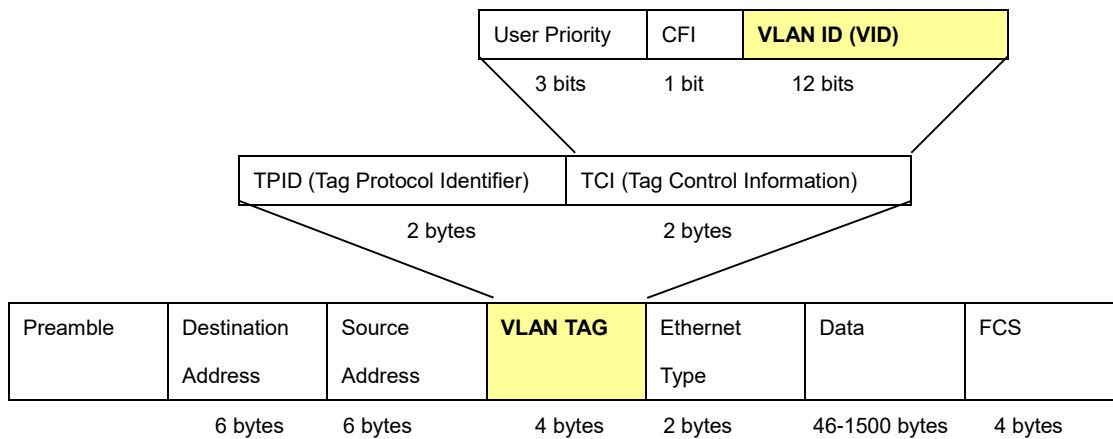 User Priority CFI VLAN ID (VID)
3 bits 1 bit 12 bits
TPID (Tag Protocol Identifier) TCI (Tag Control Information)
2 bytes 2 bytes
Preamble Destination Source VLAN TAG Ethernet Data FCS
Address Address Type
6 bytes 6 bytes 4 bytes 2 bytes 46-1500 bytes 4 bytes